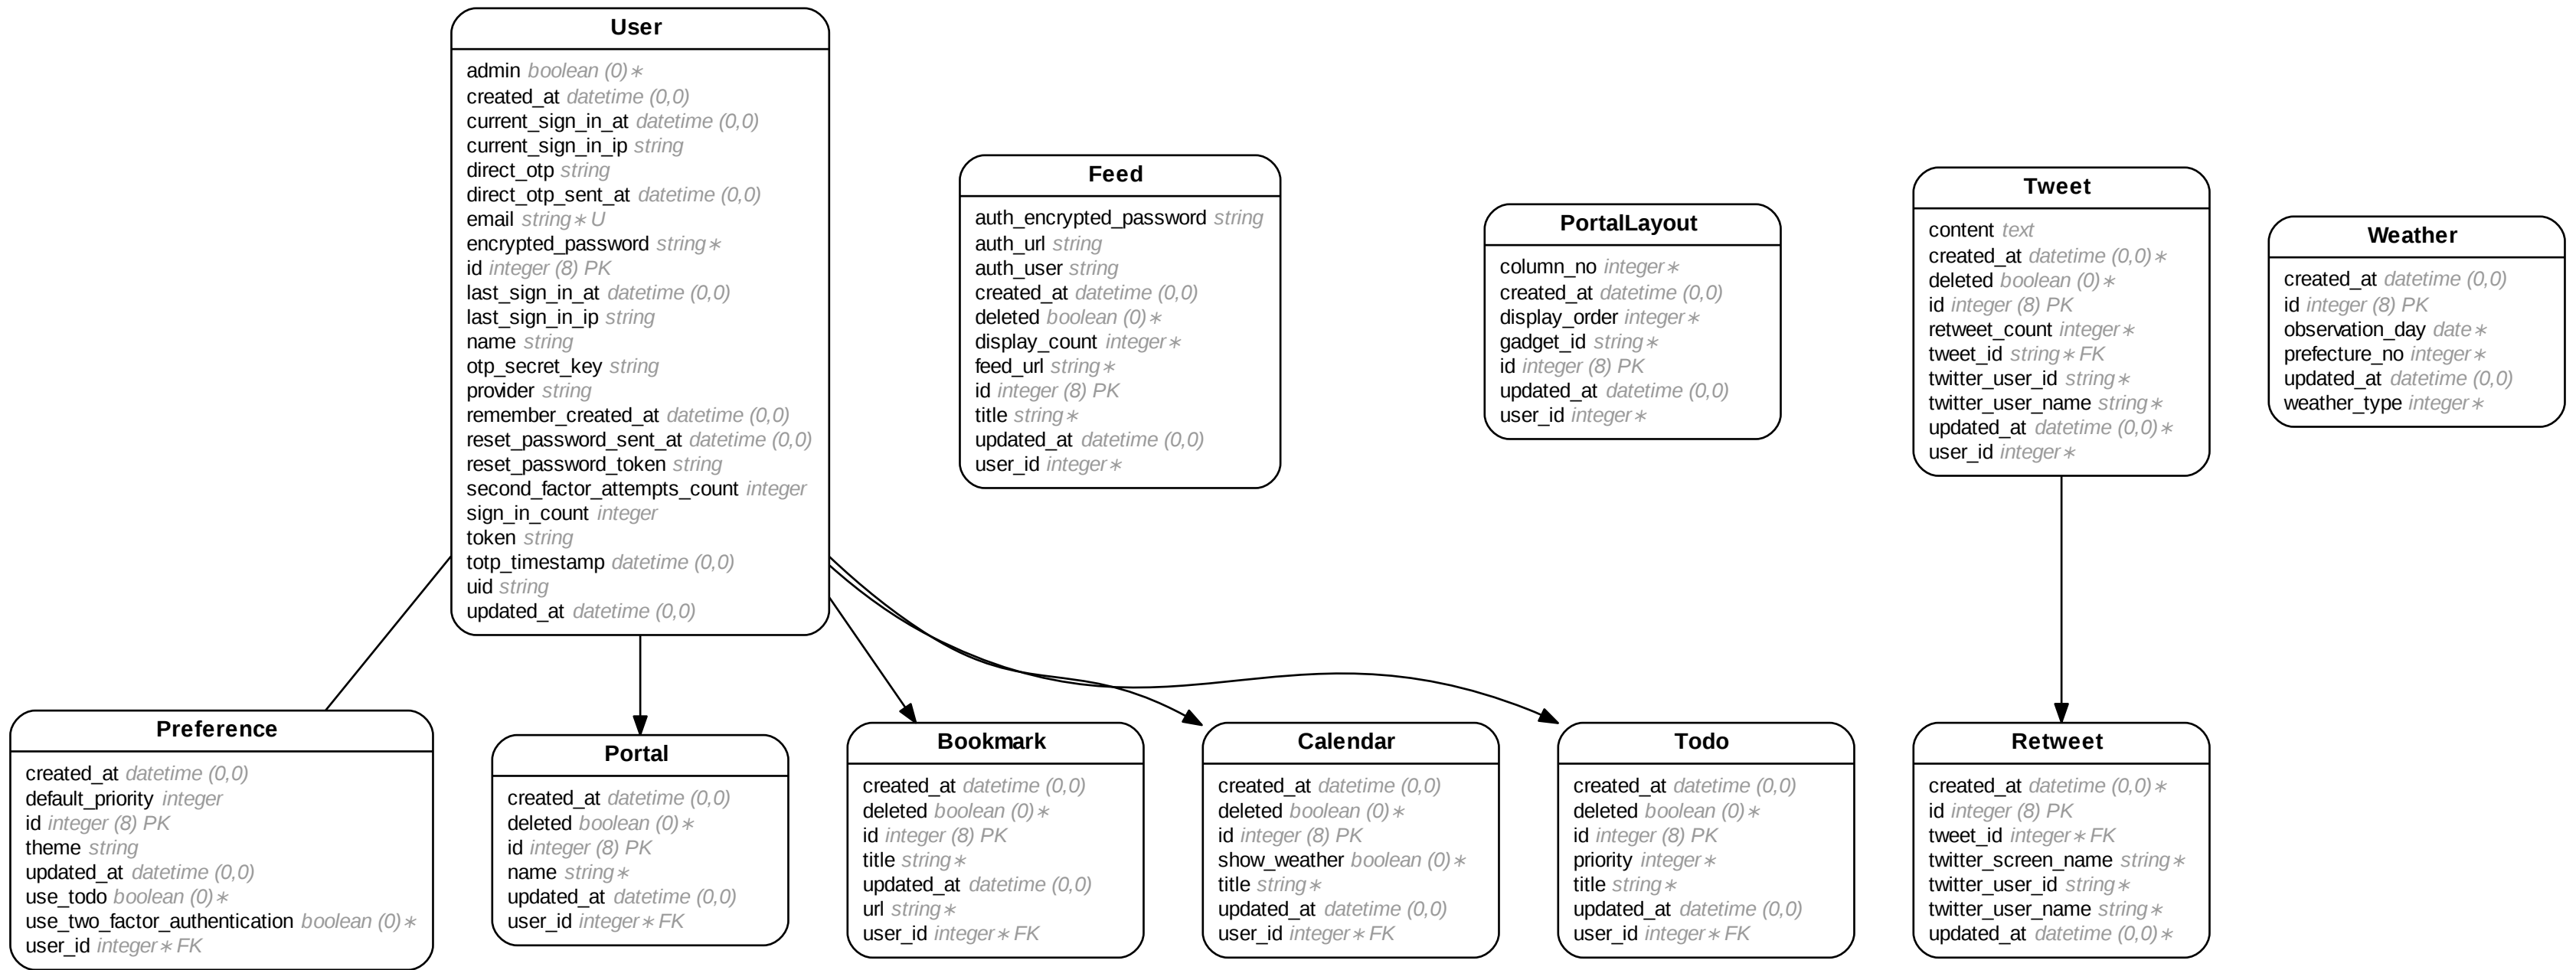 User
admin boolean (0)∗
created_at datetime (0,0)
current_sign_in_at datetime (0,0)
current_sign_in_ip string
direct_otp string
direct_otp_sent_at datetime (0,0)
email string∗ U
encrypted_password string∗
id integer (8) PK
last_sign_in_at datetime (0,0)
last_sign_in_ip string
name string
otp_secret_key string
provider string
remember_created_at datetime (0,0)
reset_password_sent_at datetime (0,0)
reset_password_token string
second_factor_attempts_count integer
sign_in_count integer
token string
totp_timestamp datetime (0,0)
uid string
updated_at datetime (0,0)
Feed
auth_encrypted_password string
auth_url string
auth_user string
created_at datetime (0,0)
deleted boolean (0)∗
display_count integer∗
feed_url string∗
id integer (8) PK
title string∗
updated_at datetime (0,0)
user_id integer∗
PortalLayout
column_no integer∗
created_at datetime (0,0)
display_order integer∗
gadget_id string∗
id integer (8) PK
updated_at datetime (0,0)
user_id integer∗
Tweet
content text
created_at datetime (0,0)∗
deleted boolean (0)∗
id integer (8) PK
retweet_count integer∗
tweet_id string∗ FK
twitter_user_id string∗
twitter_user_name string∗
updated_at datetime (0,0)∗
user_id integer∗
Weather
created_at datetime (0,0)
id integer (8) PK
observation_day date∗
prefecture_no integer∗
updated_at datetime (0,0)
weather_type integer∗
Preference
created_at datetime (0,0)
default_priority integer
id integer (8) PK
theme string
updated_at datetime (0,0)
use_todo boolean (0)∗
use_two_factor_authentication boolean (0)∗
user_id integer∗ FK
Portal
created_at datetime (0,0)
deleted boolean (0)∗
id integer (8) PK
name string∗
updated_at datetime (0,0)
user_id integer∗ FK
Bookmark
created_at datetime (0,0)
deleted boolean (0)∗
id integer (8) PK
title string∗
updated_at datetime (0,0)
url string∗
user_id integer∗ FK
Calendar
created_at datetime (0,0)
deleted boolean (0)∗
id integer (8) PK
show_weather boolean (0)∗
title string∗
updated_at datetime (0,0)
user_id integer∗ FK
Todo
created_at datetime (0,0)
deleted boolean (0)∗
id integer (8) PK
priority integer∗
title string∗
updated_at datetime (0,0)
user_id integer∗ FK
Retweet
created_at datetime (0,0)∗
id integer (8) PK
tweet_id integer∗ FK
twitter_screen_name string∗
twitter_user_id string∗
twitter_user_name string∗
updated_at datetime (0,0)∗